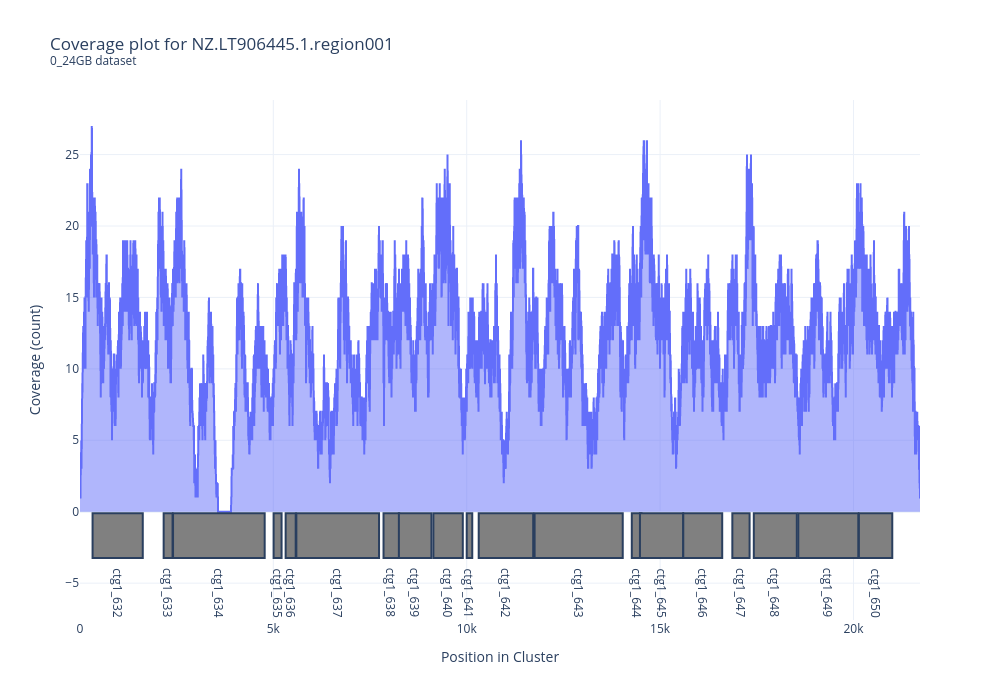 Coverage plot for NZ.LT906445.1.region001
0_24GB dataset
25
20
15
10
5
0
−5
Coverage (count)
ctg1_632
ctg1_633
ctg1_634
ctg1_635
ctg1_636
ctg1_637
ctg1_638
ctg1_639
ctg1_640
ctg1_641
ctg1_642
ctg1_643
ctg1_644
ctg1_645
ctg1_646
ctg1_647
ctg1_648
ctg1_649
ctg1_650
0 5k 10k 15k 20k
Position in Cluster